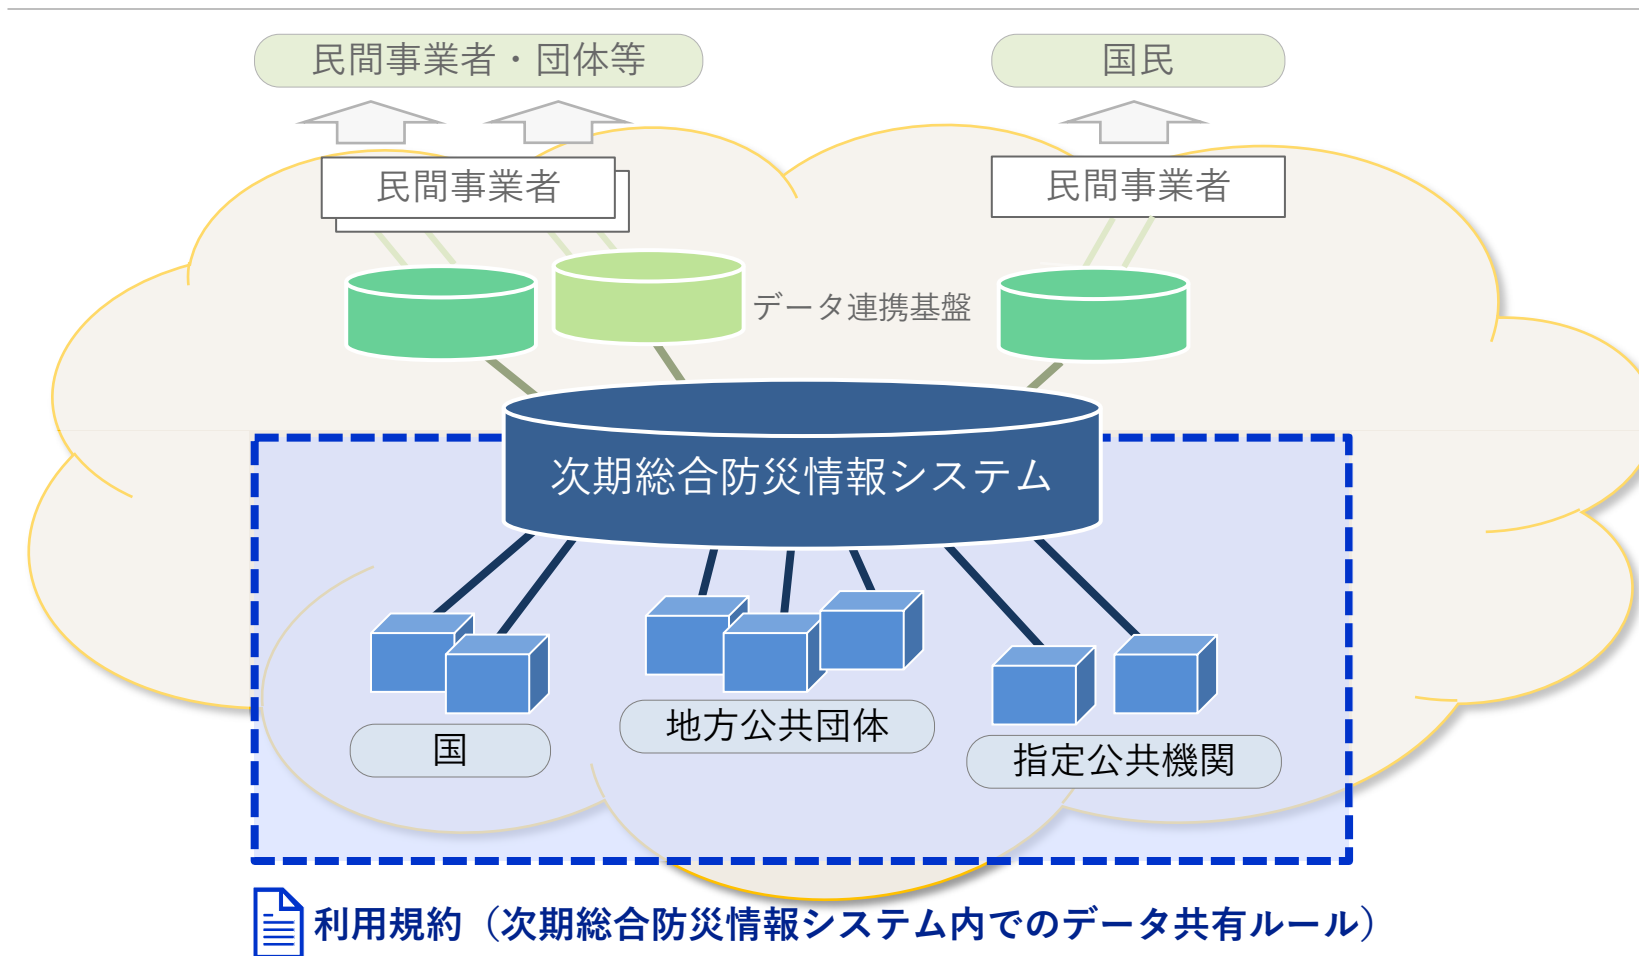 民間事業者・団体等
国民
民間事業者
民間事業者
データ連携基盤
次期総合防災情報システム
国
地方公共団体
指定公共機関
利用規約（次期総合防災情報システム内でのデータ共有ルール）